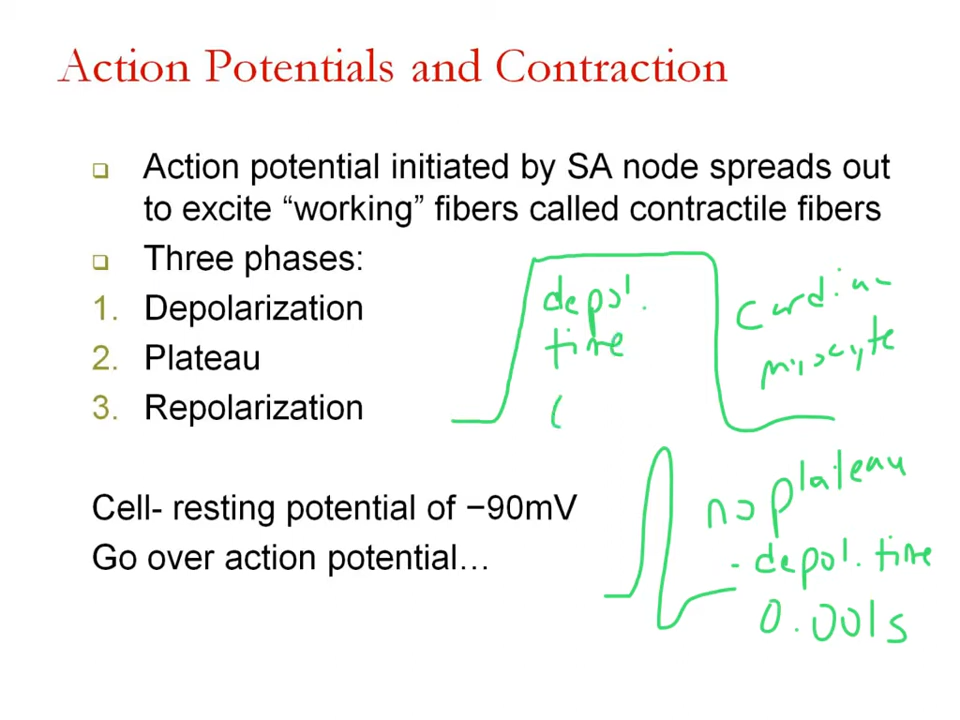 Action Potentials and Contraction
❑ Action potential initiated by SA node spreads out
to excite “working” fibers called contractile fibers
❑ Three phases:
1. Depolarization
2. Plateau
3. Repolarization
depol.
time
(
Cardiac
myocyte
Cell- resting potential of −90mV
Go over action potential…
no plateau
- depol. time
0.001s